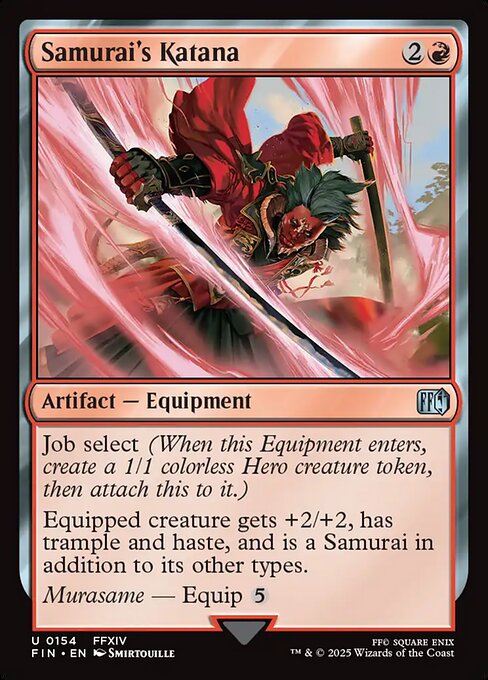 Samurai's Katana 2
Artifact — Equipment FF
Job select (When this Equipment enters,
create a 1/1 colorless Hero creature token,
then attach this to it.)
Equipped creature gets +2/+2, has
trample and haste, and is a Samurai in
addition to its other types.
Murasame — Equip 5
U 0154 FFXIV FF© SQUARE ENIX
FIN • EN Smirtouille ™ & © 2025 Wizards of the Coast